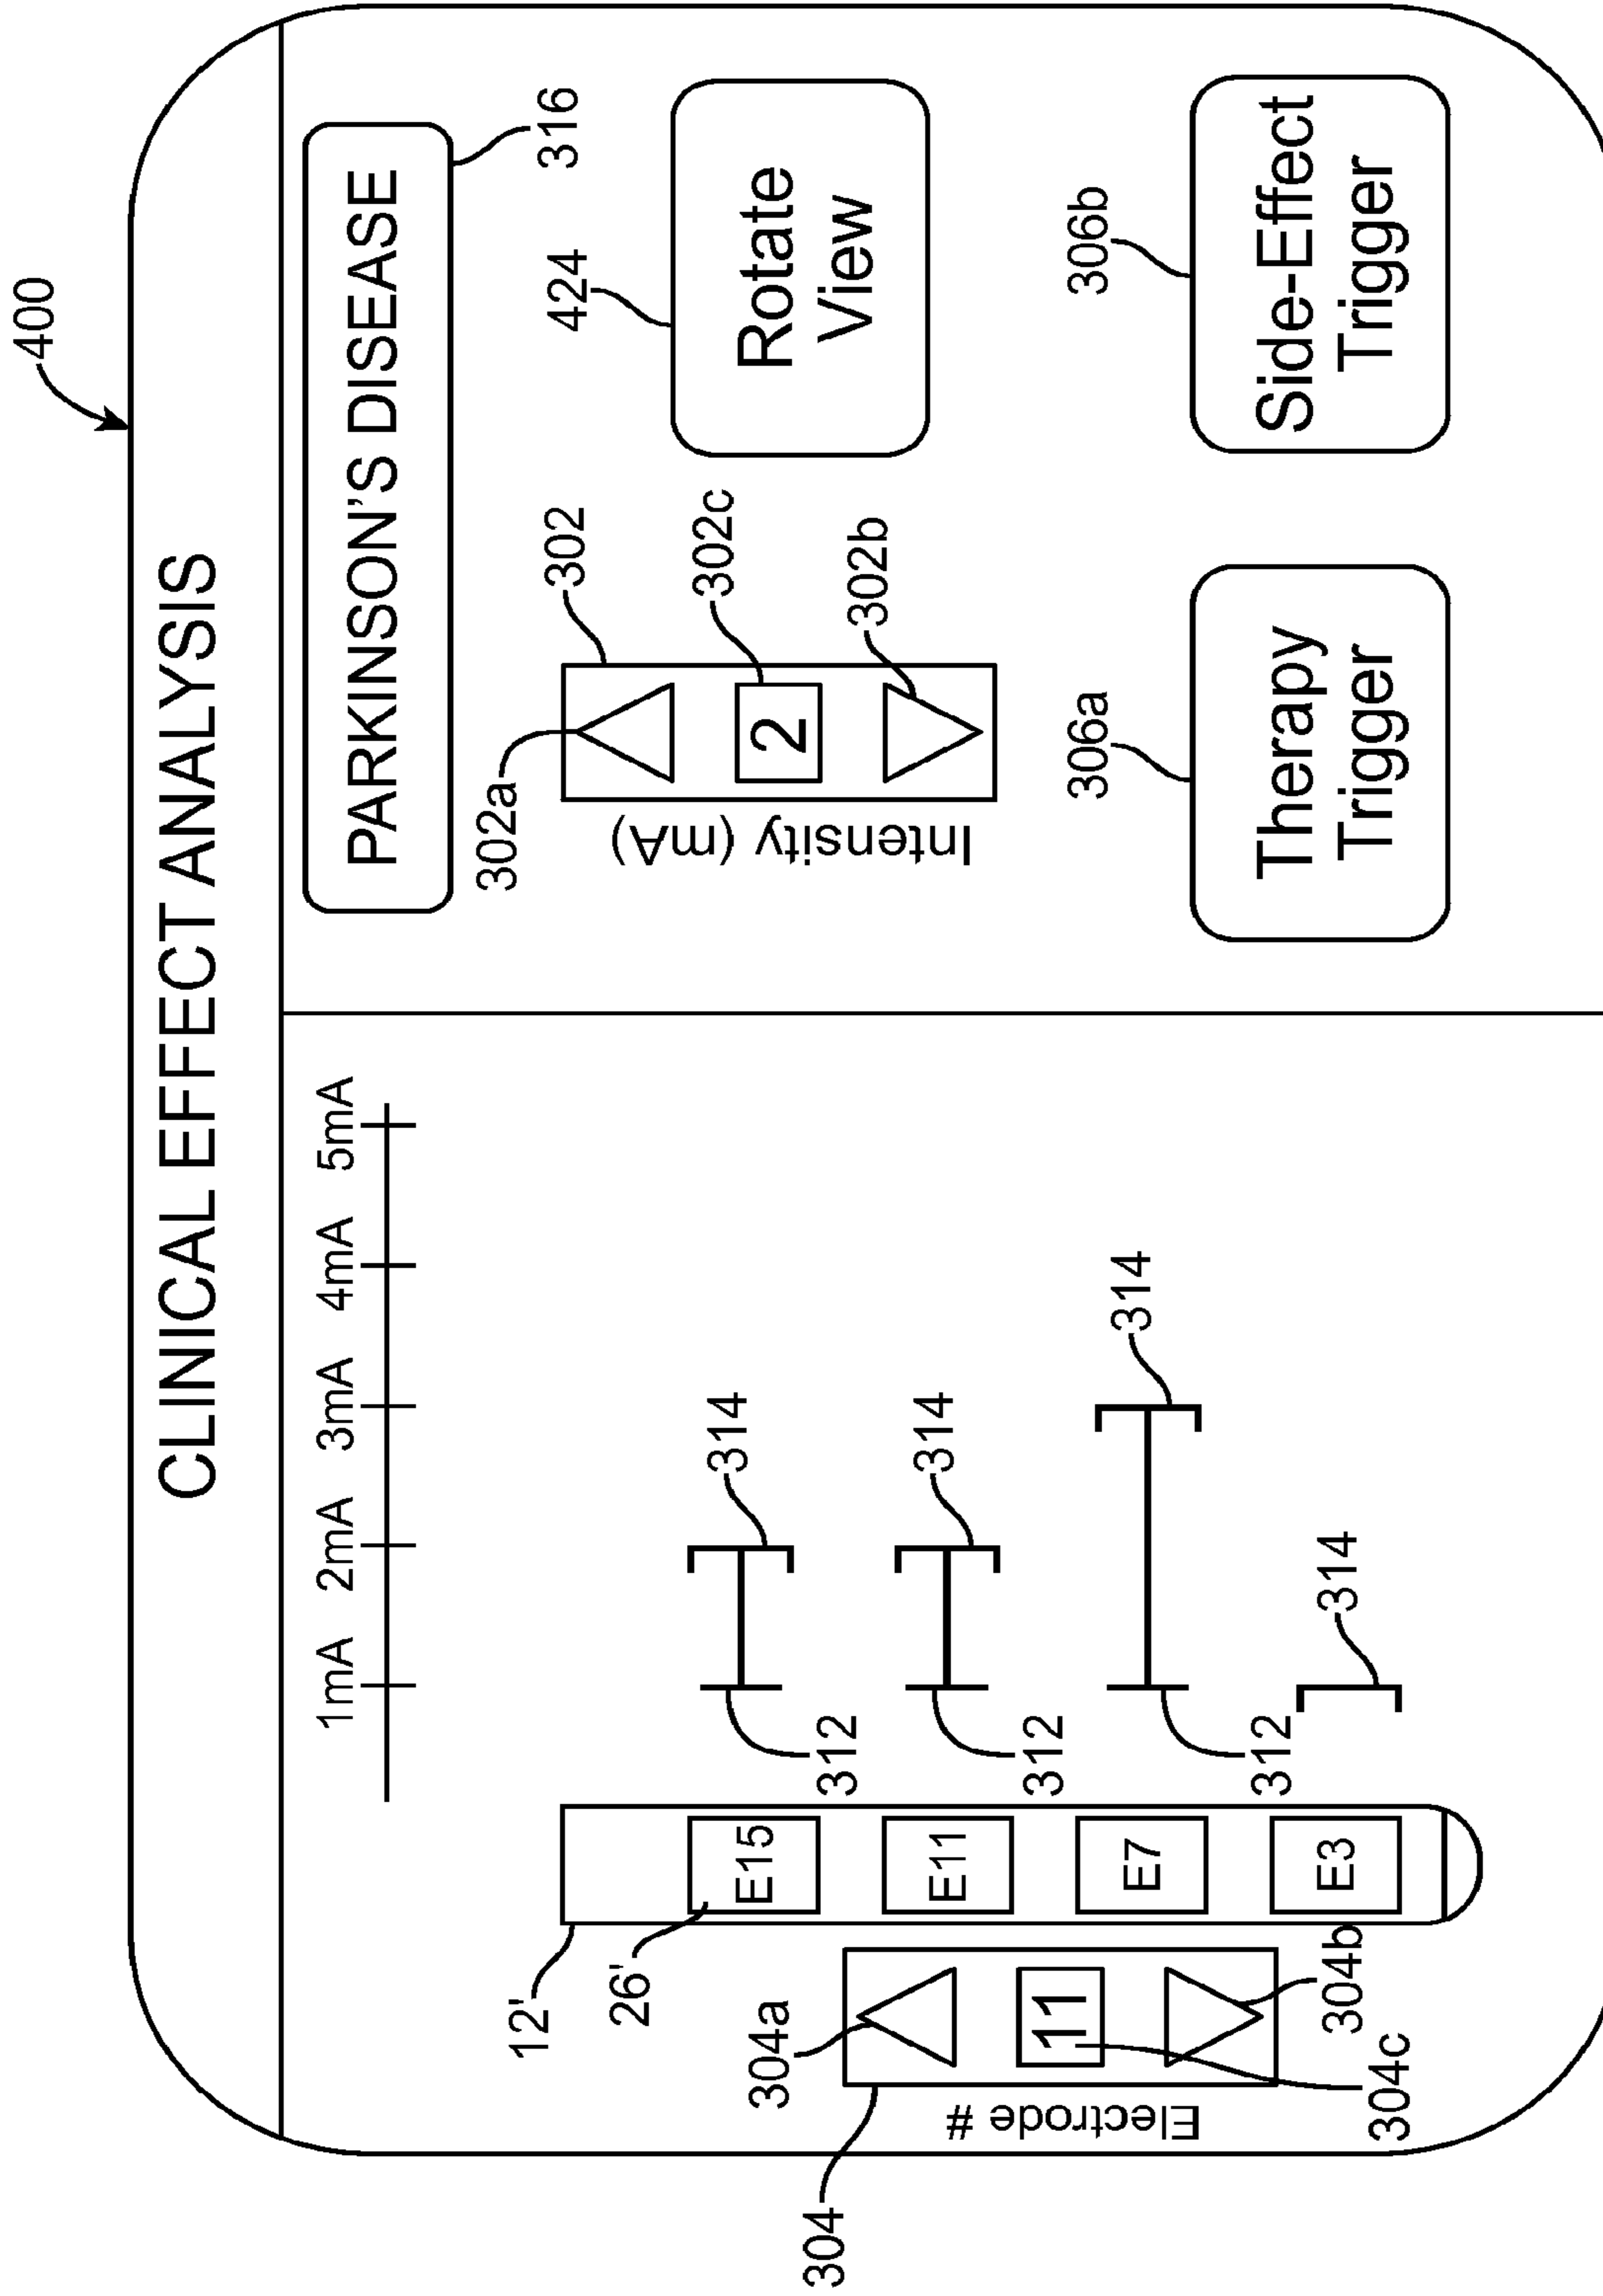 400
CLINICAL EFFECT ANALYSIS
1mA 2mA 3mA 4mA 5mA
PARKINSON'S DISEASE
316
12'
26'
E15
312
314
E11
312
314
E7
312
314
E3
314
304
304a
Electrode #
11
304b
304c
302a
302
Intensity (mA)
2
302c
302b
424
Rotate
View
306a
Therapy
Trigger
306b
Side-Effect
Trigger